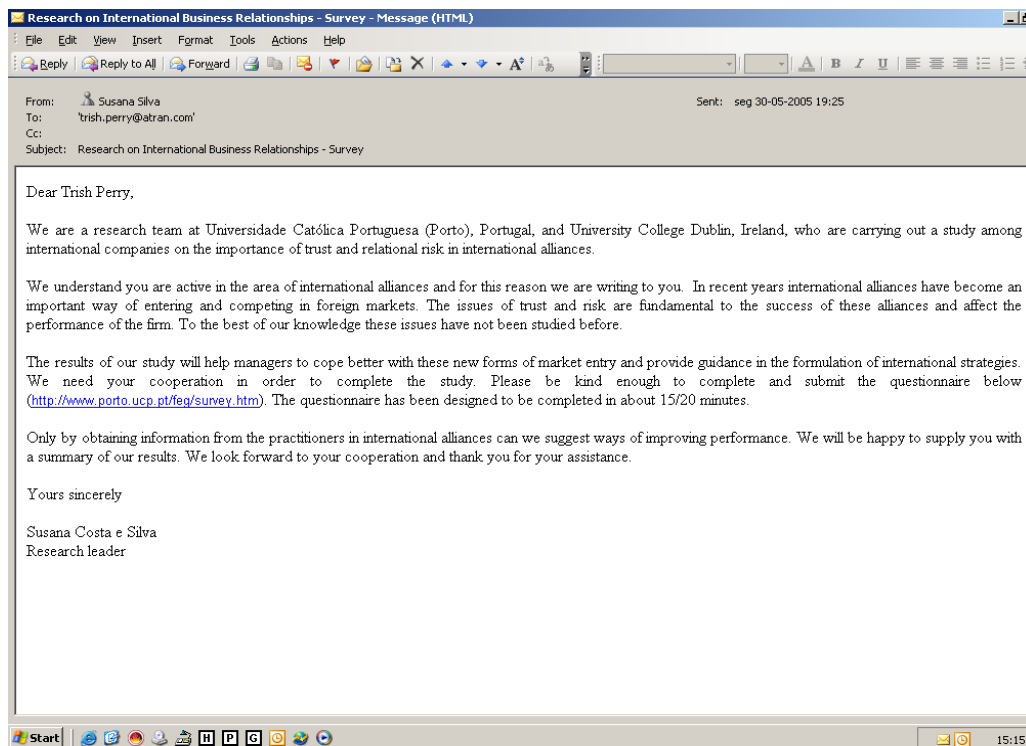 Research on International Business Relationships - Survey - Message (HTML)
File Edit View Insert Format Tools Actions Help
Reply Reply to All Forward
From: Susana Silva Sent: seg 30-05-2005 19:25
To: 'trish.perry@atran.com'
Cc:
Subject: Research on International Business Relationships - Survey
Dear Trish Perry,
We are a research team at Universidade Católica Portuguesa (Porto), Portugal, and University College Dublin, Ireland, who are carrying out a study among
international companies on the importance of trust and relational risk in international alliances.
We understand you are active in the area of international alliances and for this reason we are writing to you. In recent years international alliances have become an
important way of entering and competing in foreign markets. The issues of trust and risk are fundamental to the success of these alliances and affect the
performance of the firm. To the best of our knowledge these issues have not been studied before.
The results of our study will help managers to cope better with these new forms of market entry and provide guidance in the formulation of international strategies.
We need your cooperation in order to complete the study. Please be kind enough to complete and submit the questionnaire below
(http://www.porto.ucp.pt/feg/survey.htm). The questionnaire has been designed to be completed in about 15/20 minutes.
Only by obtaining information from the practitioners in international alliances can we suggest ways of improving performance. We will be happy to supply you with
a summary of our results. We look forward to your cooperation and thank you for your assistance.
Yours sincerely
Susana Costa e Silva
Research leader
Start H P G 15:15